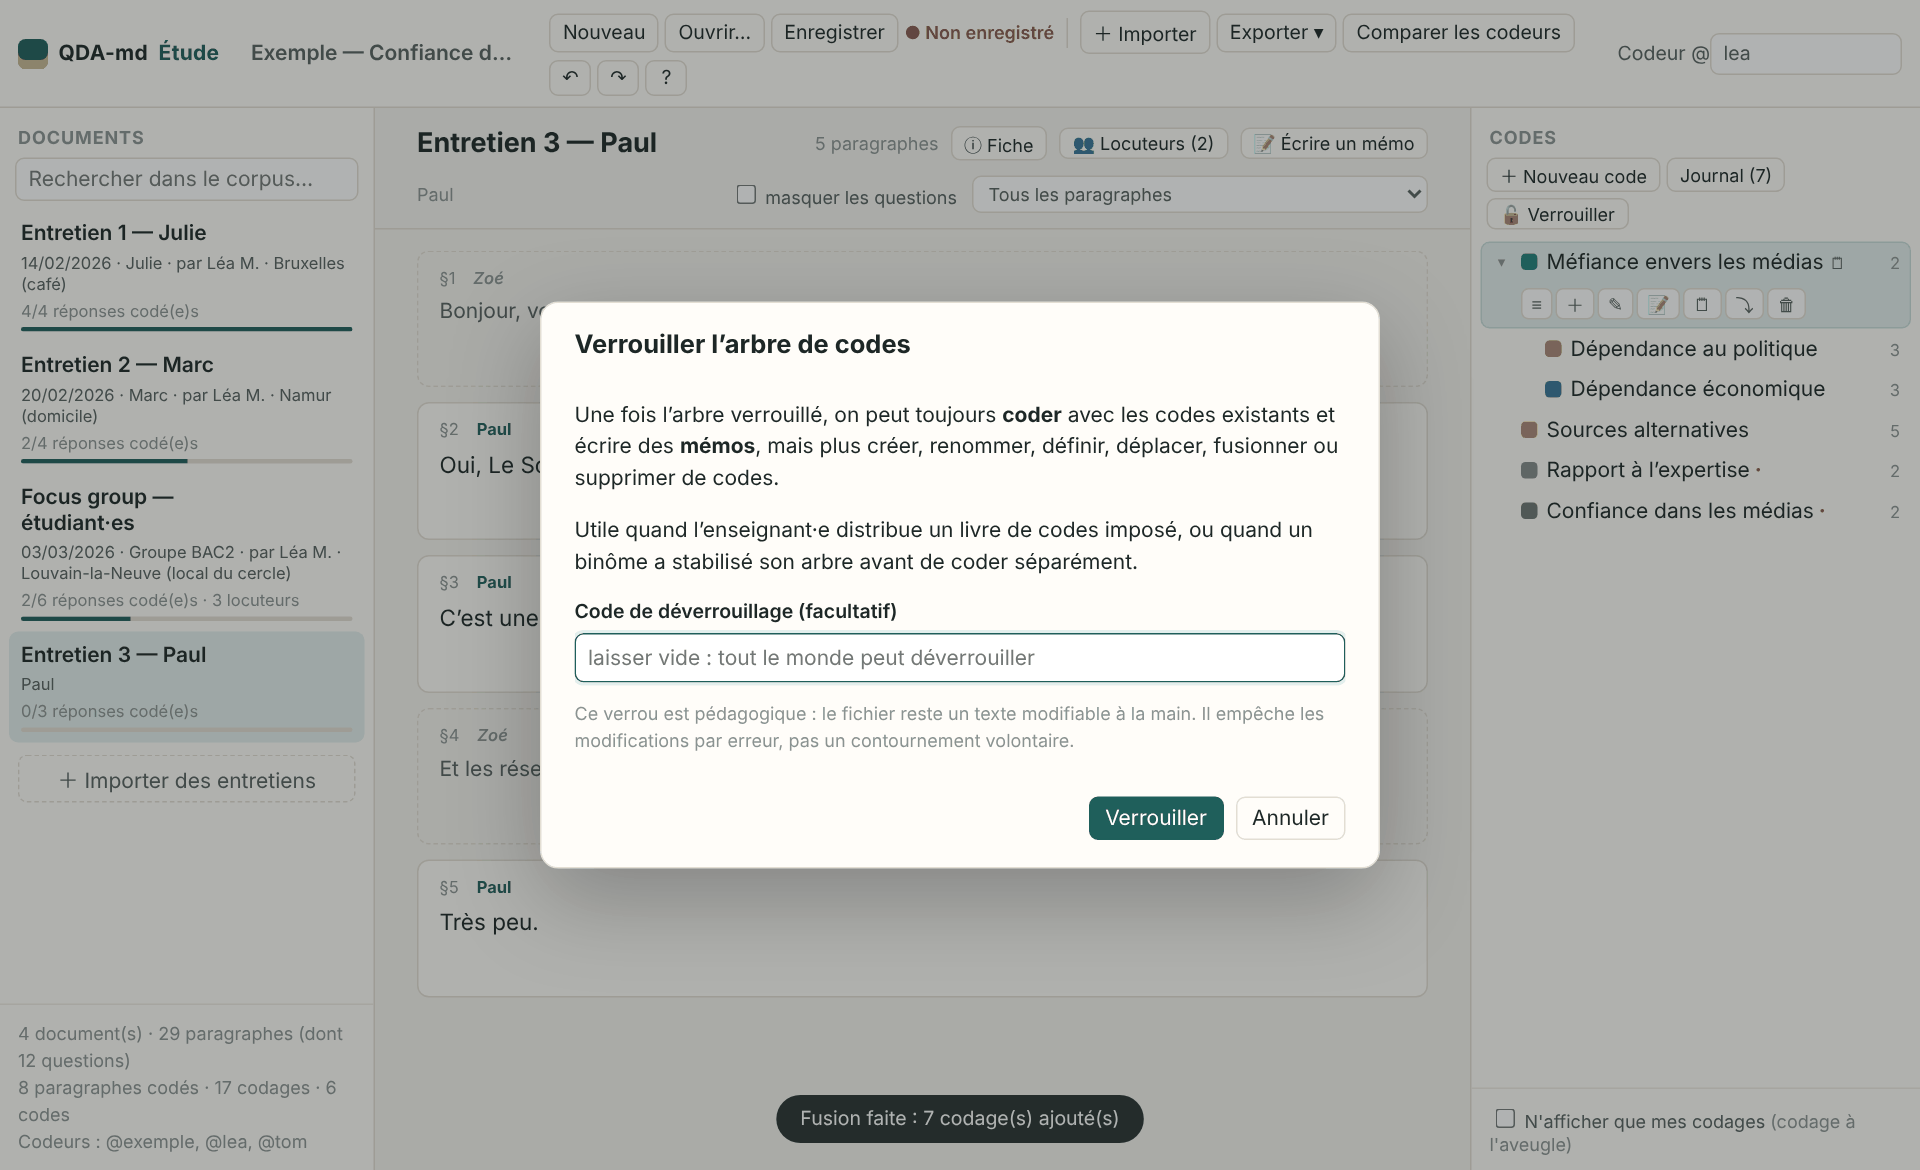 QDA-md Étude
Exemple — Confiance d...
Nouveau
Ouvrir...
Enregistrer
Non enregistré
+ Importer
Exporter ▾
Comparer les codeurs
↶
↷
?
Codeur @
lea
DOCUMENTS
Rechercher dans le corpus...
Entretien 1 — Julie
14/02/2026 · Julie · par Léa M. · Bruxelles
(café)
4/4 réponses codé(e)s
Entretien 2 — Marc
20/02/2026 · Marc · par Léa M. · Namur
(domicile)
2/4 réponses codé(e)s
Focus group —
étudiant·es
03/03/2026 · Groupe BAC2 · par Léa M. ·
Louvain-la-Neuve (local du cercle)
2/6 réponses codé(e)s · 3 locuteurs
Entretien 3 — Paul
Paul
0/3 réponses codé(e)s
+ Importer des entretiens
4 document(s) · 29 paragraphes (dont
12 questions)
8 paragraphes codés · 17 codages · 6
codes
Codeurs : @exemple, @lea, @tom
Entretien 3 — Paul
5 paragraphes
ⓘ Fiche
👥 Locuteurs (2)
📝 Écrire un mémo
Paul
masquer les questions
Tous les paragraphes
§1 Zoé
Bonjour,
§2 Paul
Oui, Le
§3 Paul
C’est une
§4 Zoé
Et les
§5 Paul
Très peu.
Verrouiller l’arbre de codes
Une fois l’arbre verrouillé, on peut toujours coder avec les codes existants et
écrire des mémos, mais plus créer, renommer, définir, déplacer, fusionner ou
supprimer de codes.
Utile quand l’enseignant·e distribue un livre de codes imposé, ou quand un
binôme a stabilisé son arbre avant de coder séparément.
Code de déverrouillage (facultatif)
laisser vide : tout le monde peut déverrouiller
Ce verrou est pédagogique : le fichier reste un texte modifiable à la main. Il empêche les
modifications par erreur, pas un contournement volontaire.
Verrouiller
Annuler
Fusion faite : 7 codage(s) ajouté(s)
CODES
+ Nouveau code
Journal (7)
🔓 Verrouiller
▾ Méfiance envers les médias 2
Dépendance au politique 3
Dépendance économique 3
Sources alternatives 5
Rapport à l’expertise · 2
Confiance dans les médias · 2
N'afficher que mes codages (codage à
l'aveugle)